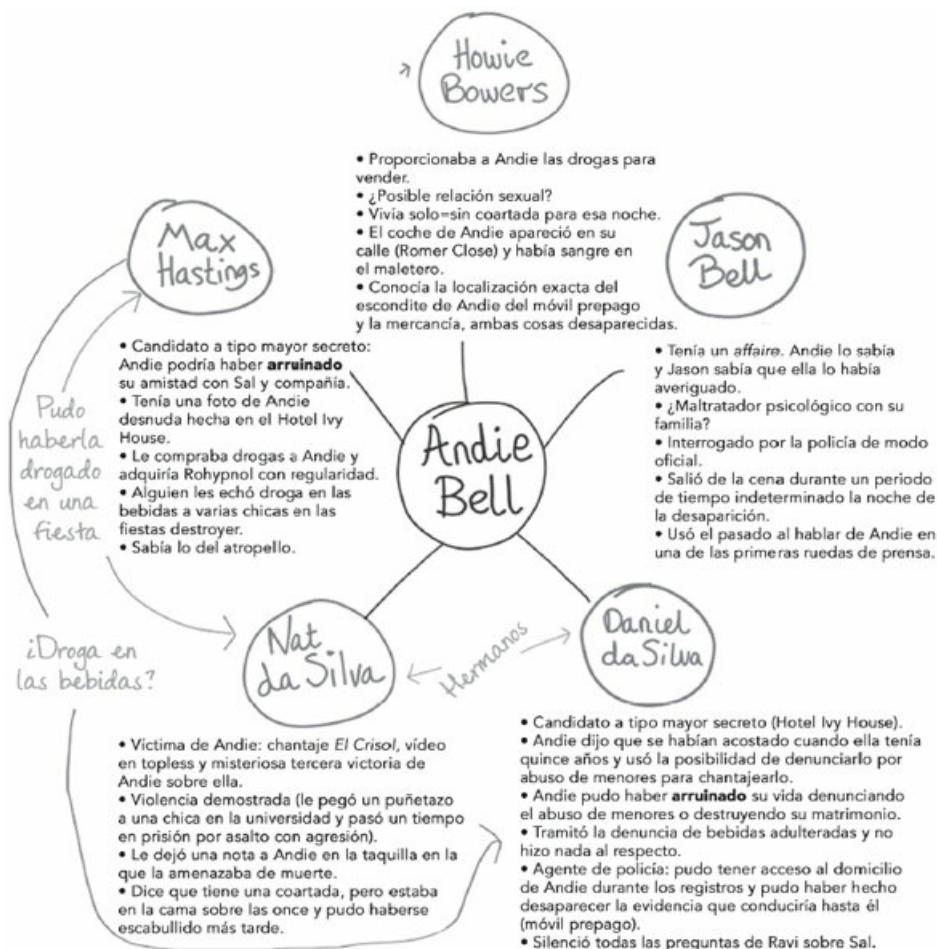 Howie
Bowers
• Proporcionaba a Andie las drogas para
vender.
• ¿Posible relación sexual?
• Vivía solo=sin coartada para esa noche.
• El coche de Andie apareció en su
calle (Romer Close) y había sangre en
el maletero.
• Conocía la localización exacta del
escondite de Andie del móvil prepago
y la mercancía, ambas cosas desaparecidas.
Max
Hastings
• Candidato a tipo mayor secreto:
Andie podría haber arruinado
su amistad con Sal y compañía.
• Tenía una foto de Andie
desnuda hecha en el Hotel Ivy
House.
• Le compraba drogas a Andie y
adquiría Rohypnol con regularidad.
• Alguien les echó droga en las
bebidas a varias chicas en las
fiestas destroyer.
• Sabía lo del atropello.
Jason
Bell
• Tenía un affaire. Andie lo sabía
y Jason sabía que ella lo había
averiguado.
• ¿Maltratador psicológico con su
familia?
• Interrogado por la policía de modo
oficial.
• Salió de la cena durante un periodo
de tiempo indeterminado la noche de
la desaparición.
• Usó el pasado al hablar de Andie en
una de las primeras ruedas de prensa.
Andie
Bell
Pudo
haberla
drogado
en una
fiesta
¿Droga en
las bebidas?
Nat
da Silva
Hermanos
Daniel
da Silva
• Víctima de Andie: chantaje El Crisol, vídeo
en topless y misteriosa tercera victoria de
Andie sobre ella.
• Violencia demostrada (le pegó un puñetazo
a una chica en la universidad y pasó un tiempo
en prisión por asalto con agresión).
• Le dejó una nota a Andie en la taquilla en la
que la amenazaba de muerte.
• Dice que tiene una coartada, pero estaba
en la cama sobre las once y pudo haberse
escabullido más tarde.
• Candidato a tipo mayor secreto (Hotel Ivy House).
• Andie dijo que se habían acostado cuando ella tenía
quince años y usó la posibilidad de denunciarlo por
abuso de menores para chantajearlo.
• Andie pudo haber arruinado su vida denunciando
el abuso de menores o destruyendo su matrimonio.
• Tramitó la denuncia de bebidas adulteradas y no
hizo nada al respecto.
• Agente de policía: pudo tener acceso al domicilio
de Andie durante los registros y pudo haber hecho
desaparecer la evidencia que conduciría hasta él
(móvil prepago).
• Silenció todas las preguntas de Ravi sobre Sal.